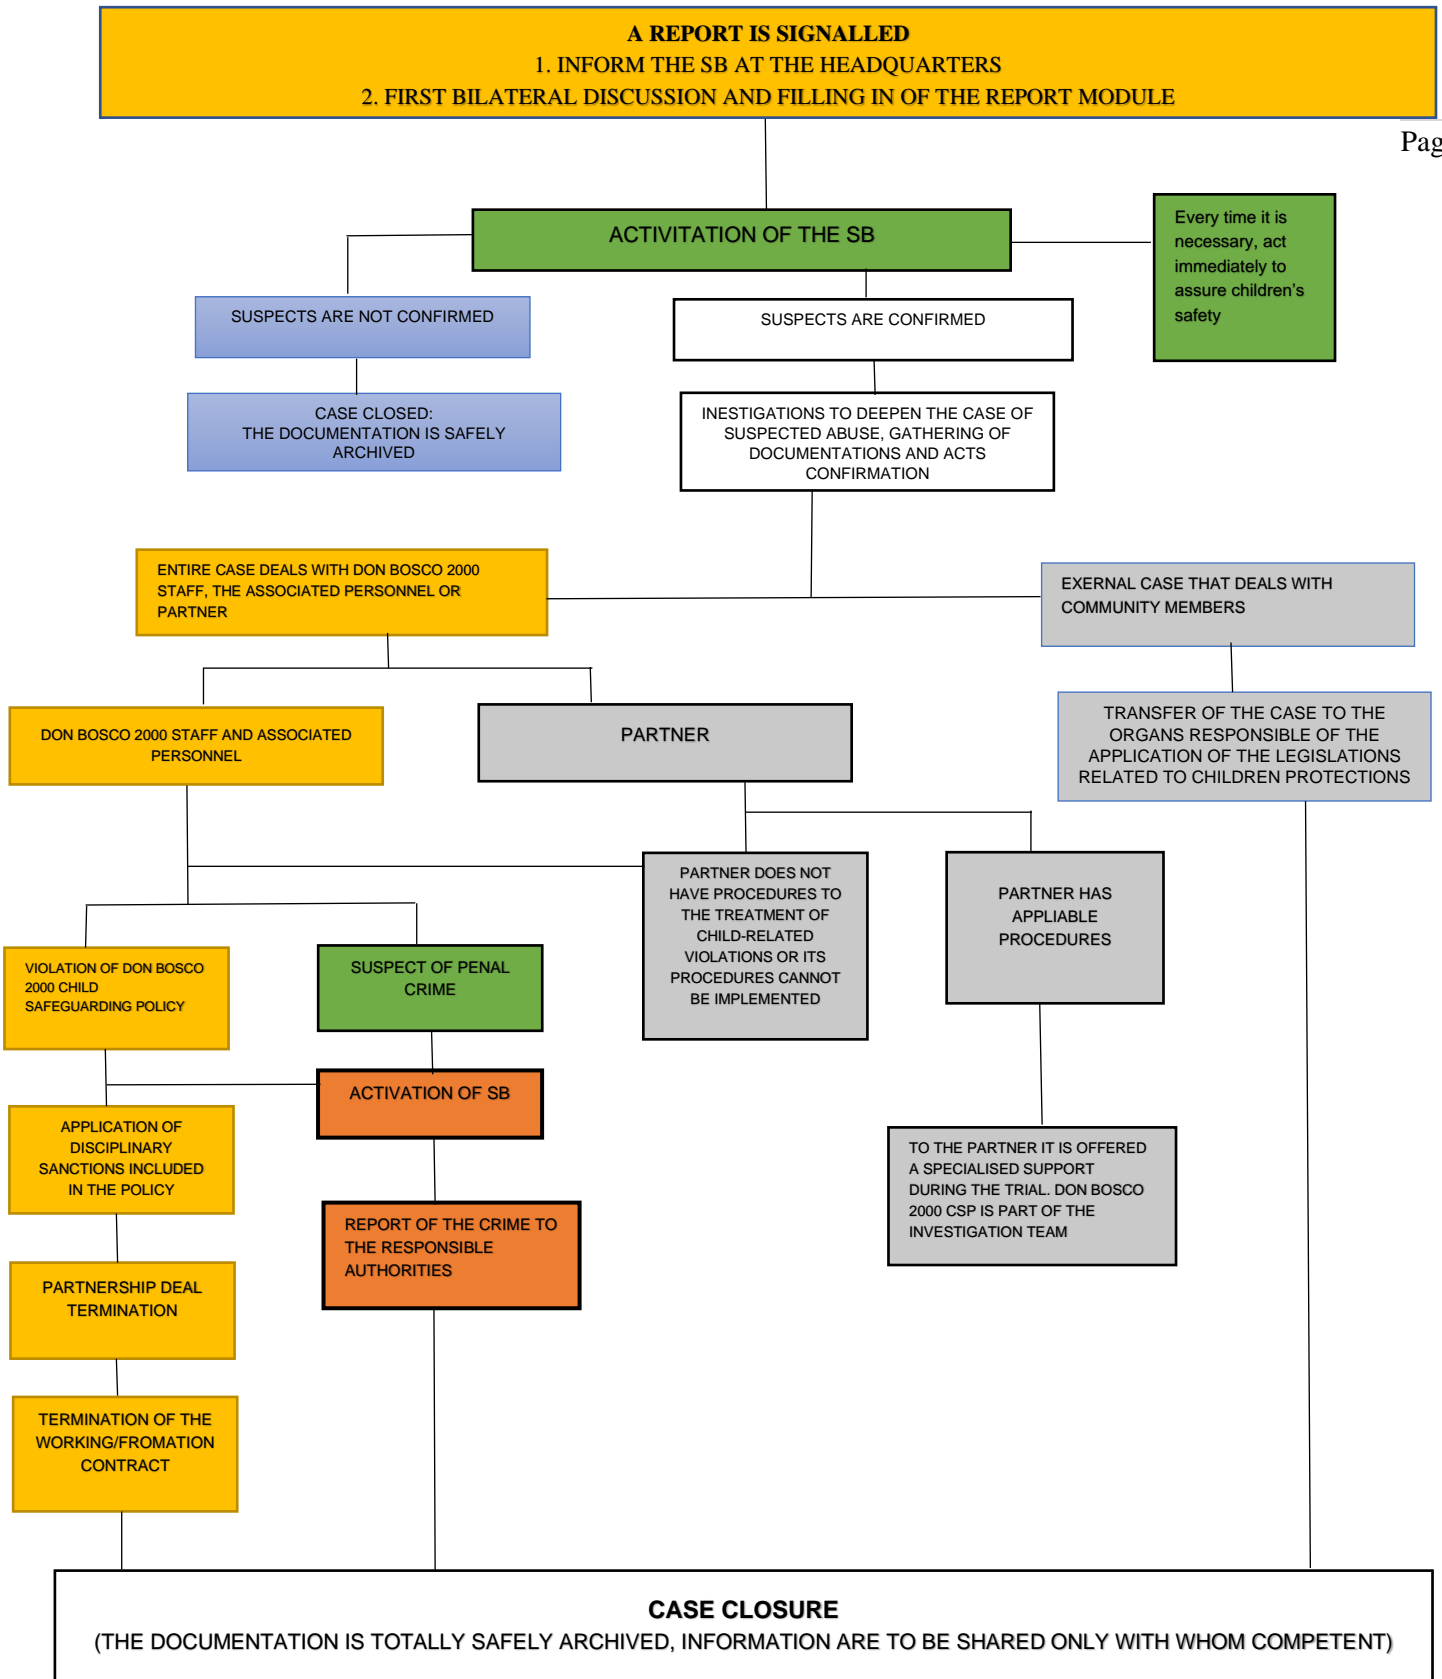 A REPORT IS SIGNALLED
1. INFORM THE SB AT THE HEADQUARTERS
2. FIRST BILATERAL DISCUSSION AND FILLING IN OF THE REPORT MODULE
Pag
ACTIVITATION OF THE SB
Every time it is
necessary, act
immediately to
assure children's
safety
SUSPECTS ARE NOT CONFIRMED
SUSPECTS ARE CONFIRMED
CASE CLOSED:
THE DOCUMENTATION IS SAFELY
ARCHIVED
INESTIGATIONS TO DEEPEN THE CASE OF
SUSPECTED ABUSE, GATHERING OF
DOCUMENTATIONS AND ACTS
CONFIRMATION
ENTIRE CASE DEALS WITH DON BOSCO 2000
STAFF, THE ASSOCIATED PERSONNEL OR
PARTNER
EXERNAL CASE THAT DEALS WITH
COMMUNITY MEMBERS
DON BOSCO 2000 STAFF AND ASSOCIATED
PERSONNEL
PARTNER
TRANSFER OF THE CASE TO THE
ORGANS RESPONSIBLE OF THE
APPLICATION OF THE LEGISLATIONS
RELATED TO CHILDREN PROTECTIONS
PARTNER DOES NOT
HAVE PROCEDURES TO
THE TREATMENT OF
CHILD-RELATED
VIOLATIONS OR ITS
PROCEDURES CANNOT
BE IMPLEMENTED
PARTNER HAS
APPLIABLE
PROCEDURES
VIOLATION OF DON BOSCO
2000 CHILD
SAFEGUARDING POLICY
SUSPECT OF PENAL
CRIME
ACTIVATION OF SB
APPLICATION OF
DISCIPLINARY
SANCTIONS INCLUDED
IN THE POLICY
TO THE PARTNER IT IS OFFERED
A SPECIALISED SUPPORT
DURING THE TRIAL. DON BOSCO
2000 CSP IS PART OF THE
INVESTIGATION TEAM
REPORT OF THE CRIME TO
THE RESPONSIBLE
AUTHORITIES
PARTNERSHIP DEAL
TERMINATION
TERMINATION OF THE
WORKING/FROMATION
CONTRACT
CASE CLOSURE
(THE DOCUMENTATION IS TOTALLY SAFELY ARCHIVED, INFORMATION ARE TO BE SHARED ONLY WITH WHOM COMPETENT)